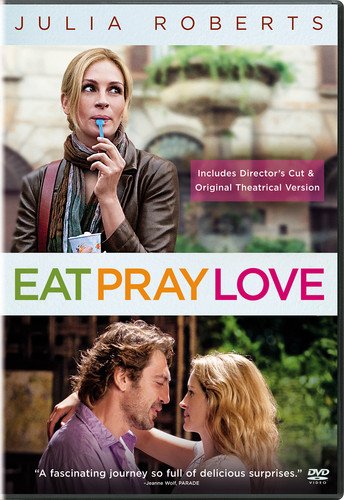 JULIA ROBERTS
Includes Director's Cut &
Original Theatrical Version
EAT PRAY LOVE
"A fascinating journey so full of delicious surprises."
–Jeanne Wolf, PARADE
DVD
VIDEO